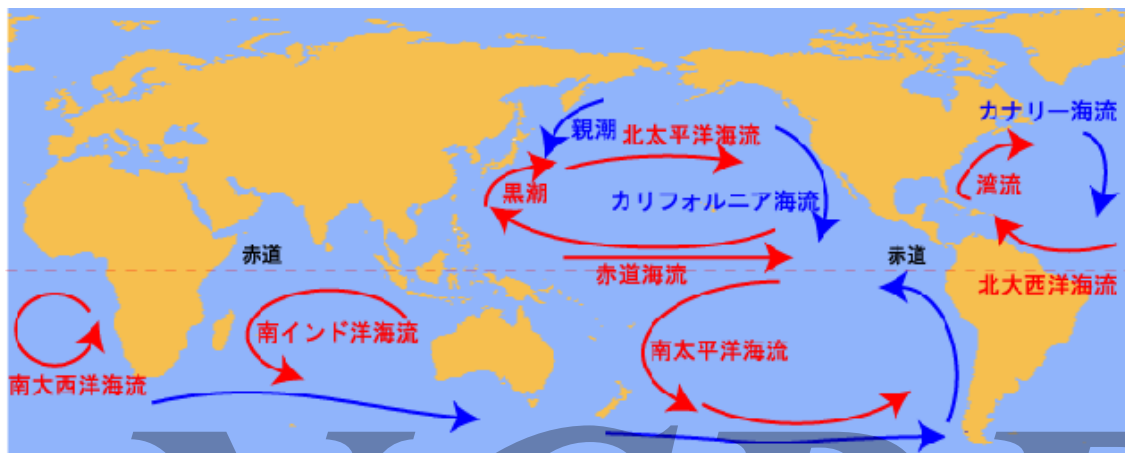 カナリー海流
親潮
北太平洋海流
湾流
黒潮
カリフォルニア海流
赤道
赤道
赤道海流
北大西洋海流
南インド洋海流
南太平洋海流
南大西洋海流